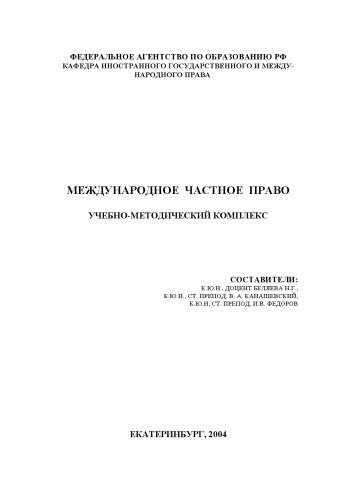 ФЕДЕРАЛЬНОЕ АГЕНТСТВО ПО ОБРАЗОВАНИЮ РФ
КАФЕДРА ИНОСТРАННОГО ГОСУДАРСТВЕННОГО И МЕЖДУ-
НАРОДНОГО ПРАВА
МЕЖДУНАРОДНОЕ ЧАСТНОЕ ПРАВО
УЧЕБНО-МЕТОДИЧЕСКИЙ КОМПЛЕКС
СОСТАВИТЕЛИ:
К.Ю.Н., ДОЦЕНТ БЕЛЯЕВА Н.Г.,
К.Ю.Н., СТ. ПРЕПОД. В. А. КАНАШЕВСКИЙ,
К.Ю.Н, СТ. ПРЕПОД. И.В. ФЕДОРОВ
ЕКАТЕРИНБУРГ, 2004